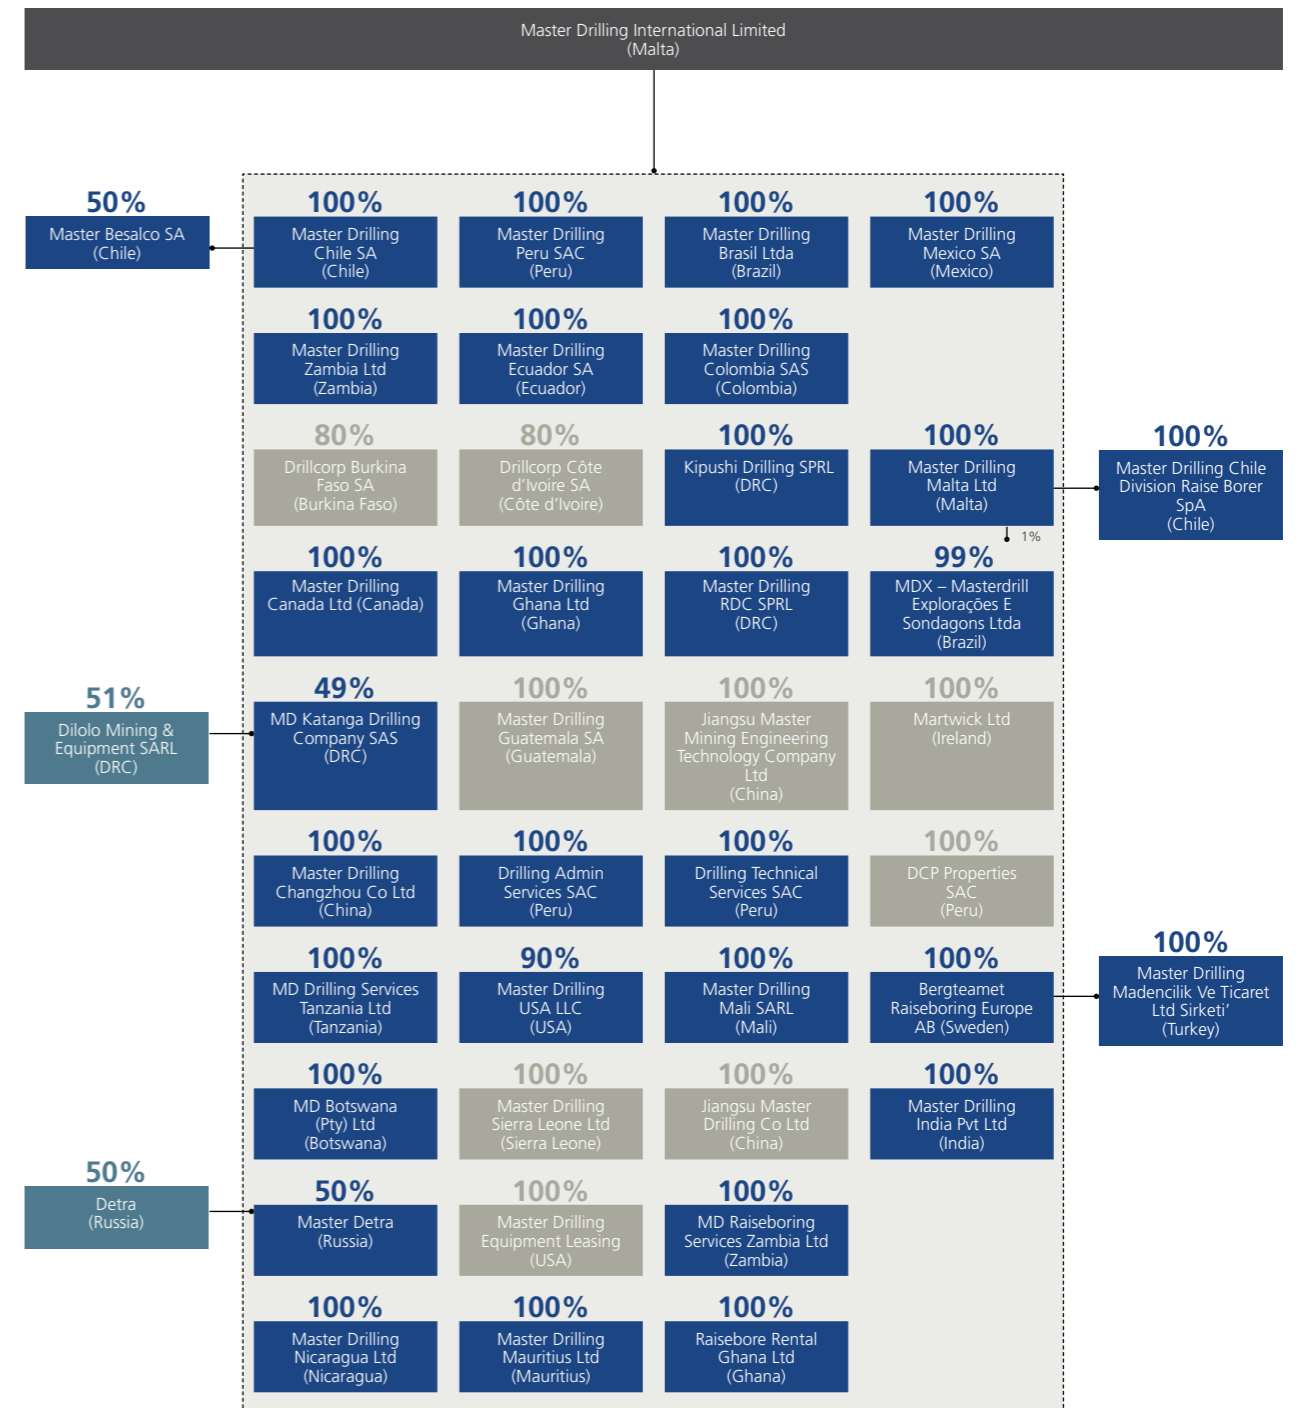 Master Drilling International Limited
(Malta)
50%
Master Besalco SA
(Chile)
100%
Master Drilling
Chile SA
(Chile)
100%
Master Drilling
Peru SAC
(Peru)
100%
Master Drilling
Brasil Ltda
(Brazil)
100%
Master Drilling
Mexico SA
(Mexico)
100%
Master Drilling
Zambia Ltd
(Zambia)
100%
Master Drilling
Ecuador SA
(Ecuador)
100%
Master Drilling
Colombia SAS
(Colombia)
80%
Drillcorp Burkina
Faso SA
(Burkina Faso)
80%
Drillcorp Côte
d’Ivoire SA
(Côte d’Ivoire)
100%
Kipushi Drilling SPRL
(DRC)
100%
Master Drilling
Malta Ltd
(Malta)
100%
Master Drilling Chile
Division Raise Borer
SpA
(Chile)
1%
100%
Master Drilling
Canada Ltd (Canada)
100%
Master Drilling
Ghana Ltd
(Ghana)
100%
Master Drilling
RDC SPRL
(DRC)
99%
MDX – Masterdrill
Explorações E
Sondagons Ltda
(Brazil)
51%
Dilolo Mining &
Equipment SARL
(DRC)
49%
MD Katanga Drilling
Company SAS
(DRC)
100%
Master Drilling
Guatemala SA
(Guatemala)
100%
Jiangsu Master
Mining Engineering
Technology Company
Ltd
(China)
100%
Martwick Ltd
(Ireland)
100%
Master Drilling
Changzhou Co Ltd
(China)
100%
Drilling Admin
Services SAC
(Peru)
100%
Drilling Technical
Services SAC
(Peru)
100%
DCP Properties
SAC
(Peru)
100%
MD Drilling Services
Tanzania Ltd
(Tanzania)
90%
Master Drilling
USA LLC
(USA)
100%
Master Drilling
Mali SARL
(Mali)
100%
Bergteamet
Raiseboring Europe
AB (Sweden)
100%
Master Drilling
Madencilik Ve Ticaret
Ltd Sirketi’
(Turkey)
100%
MD Botswana
(Pty) Ltd
(Botswana)
100%
Master Drilling
Sierra Leone Ltd
(Sierra Leone)
100%
Jiangsu Master
Drilling Co Ltd
(China)
100%
Master Drilling
India Pvt Ltd
(India)
50%
Detra
(Russia)
50%
Master Detra
(Russia)
100%
Master Drilling
Equipment Leasing
(USA)
100%
MD Raiseboring
Services Zambia Ltd
(Zambia)
100%
Master Drilling
Nicaragua Ltd
(Nicaragua)
100%
Master Drilling
Mauritius Ltd
(Mauritius)
100%
Raisebore Rental
Ghana Ltd
(Ghana)